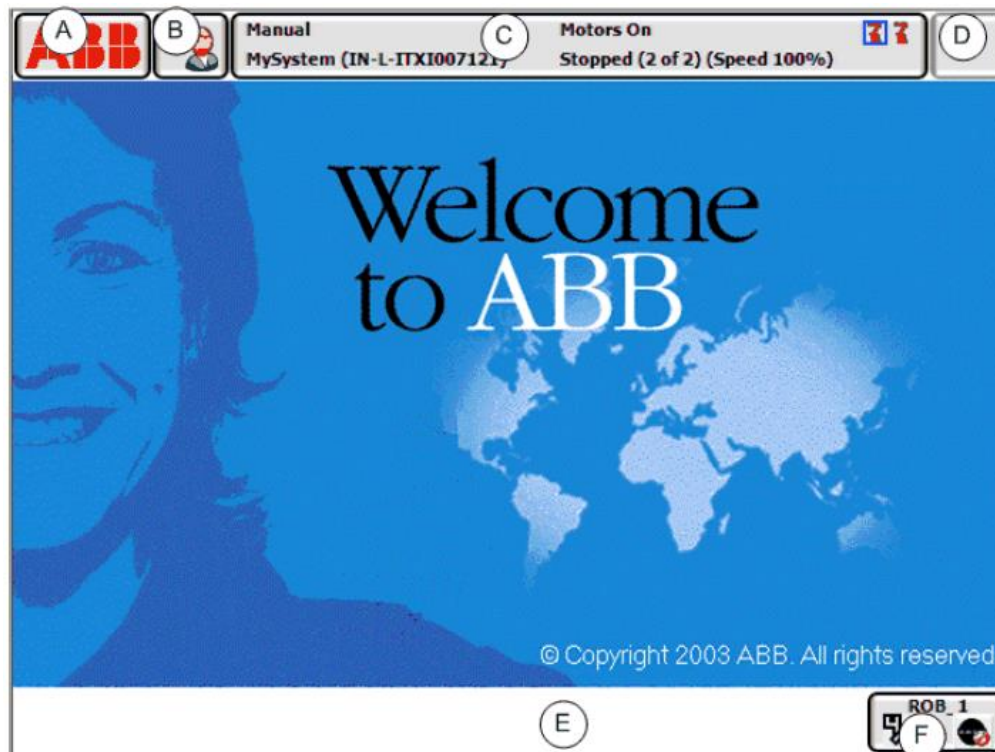 ABB
A
B
Manual
MySystem (IN-L-ITXI007121)
C
Motors On
Stopped (2 of 2) (Speed 100%)
D
Welcome
to ABB
© Copyright 2003 ABB. All rights reserved
E
ROB_1
F